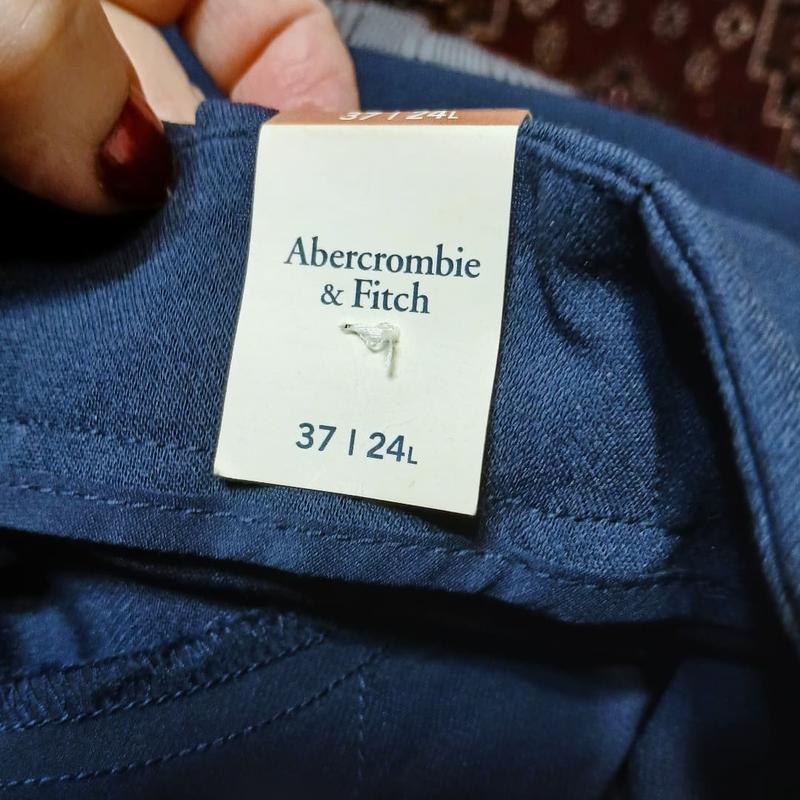 37 | 24L
Abercrombie
& Fitch
37 | 24L